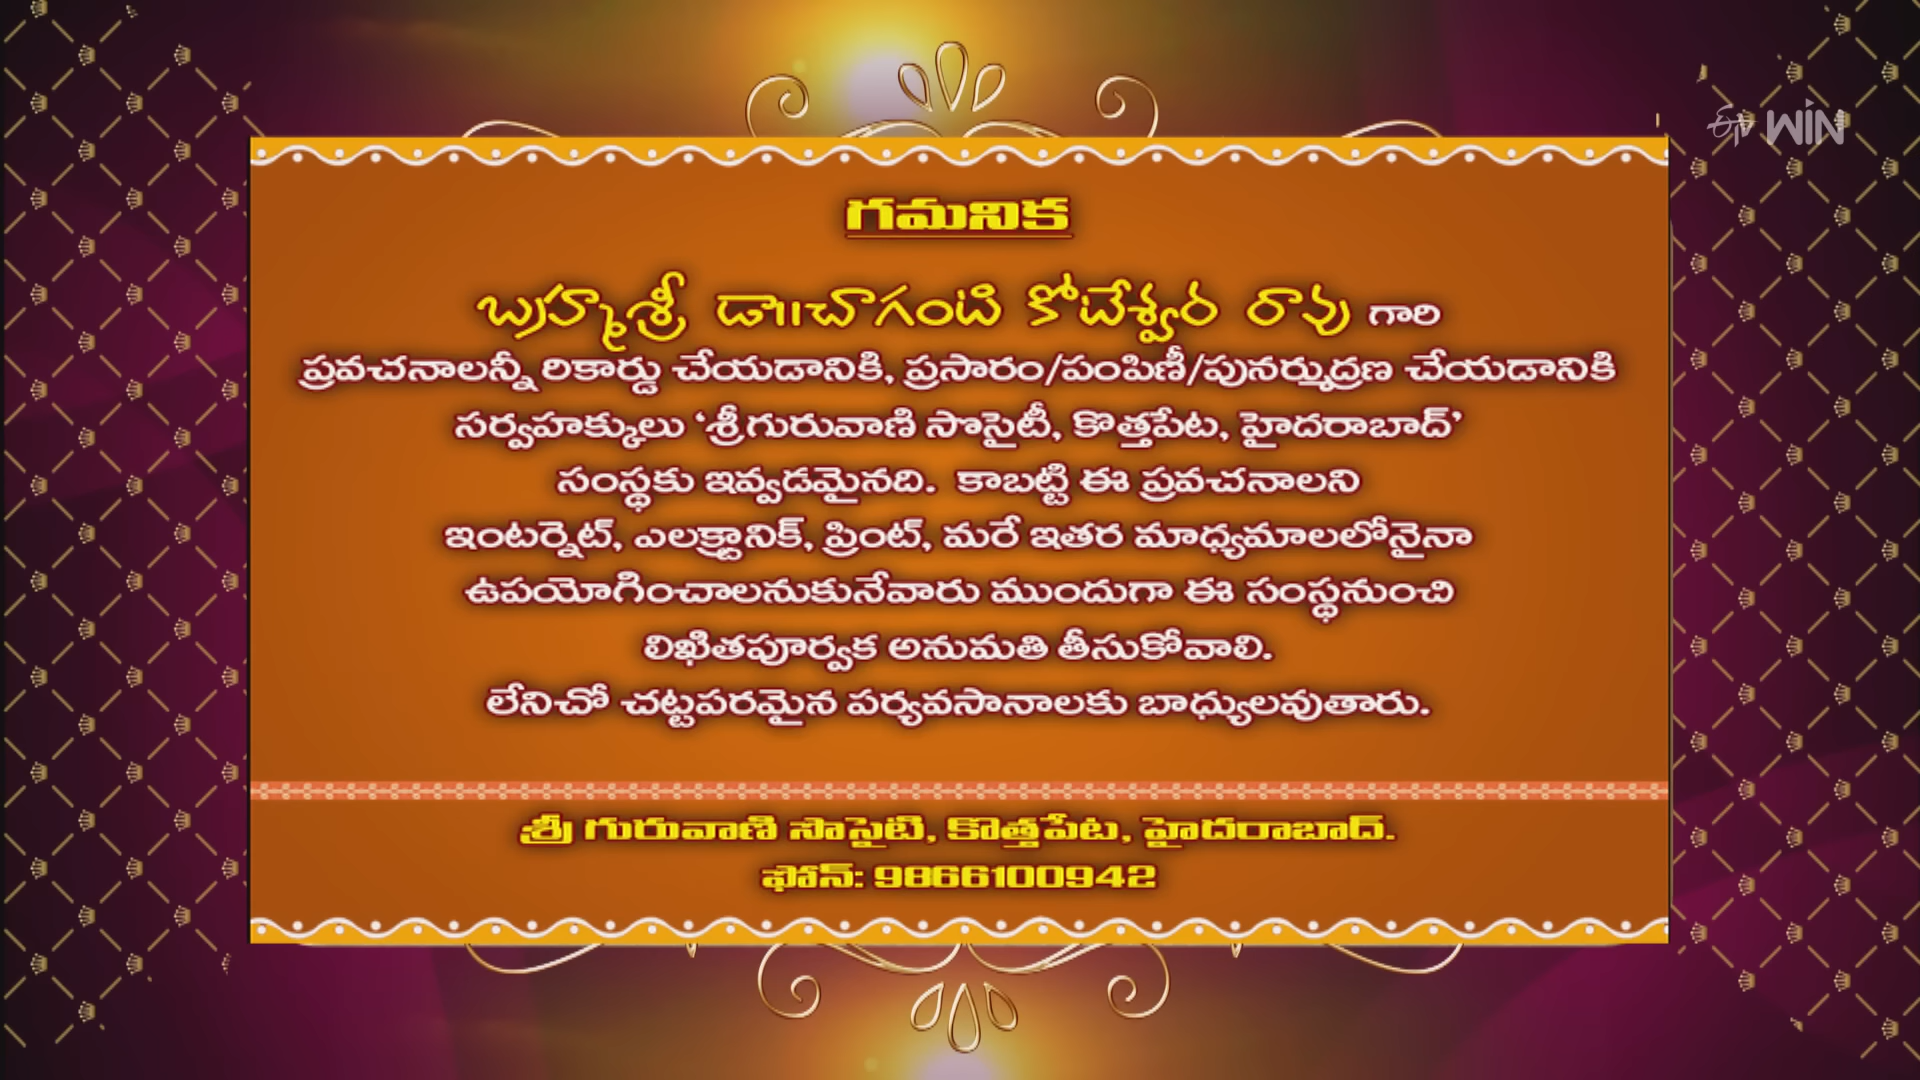 ఈటీవీ WIN
గమనిక
బ్రహ్మశ్రీ డా॥చాగంటి కోటేశ్వర రావు గారి
ప్రవచనాలన్నీ రికార్డు చేయడానికి, ప్రసారం/పంపిణీ/పునర్ముద్రణ చేయడానికి
సర్వహక్కులు ‘శ్రీగురువాణి సొసైటీ, కొత్తపేట, హైదరాబాద్’
సంస్థకు ఇవ్వడమైనది. కాబట్టి ఈ ప్రవచనాలని
ఇంటర్నెట్, ఎలక్ట్రానిక్, ప్రింట్, మరే ఇతర మాధ్యమాలలోనైనా
ఉపయోగించాలనుకునేవారు ముందుగా ఈ సంస్థనుంచి
లిఖితపూర్వక అనుమతి తీసుకోవాలి.
లేనిచో చట్టపరమైన పర్యవసానాలకు బాధ్యులవుతారు.
శ్రీ గురువాణి సొసైటి, కొత్తపేట, హైదరాబాద్.
ఫోన్: 9866100942